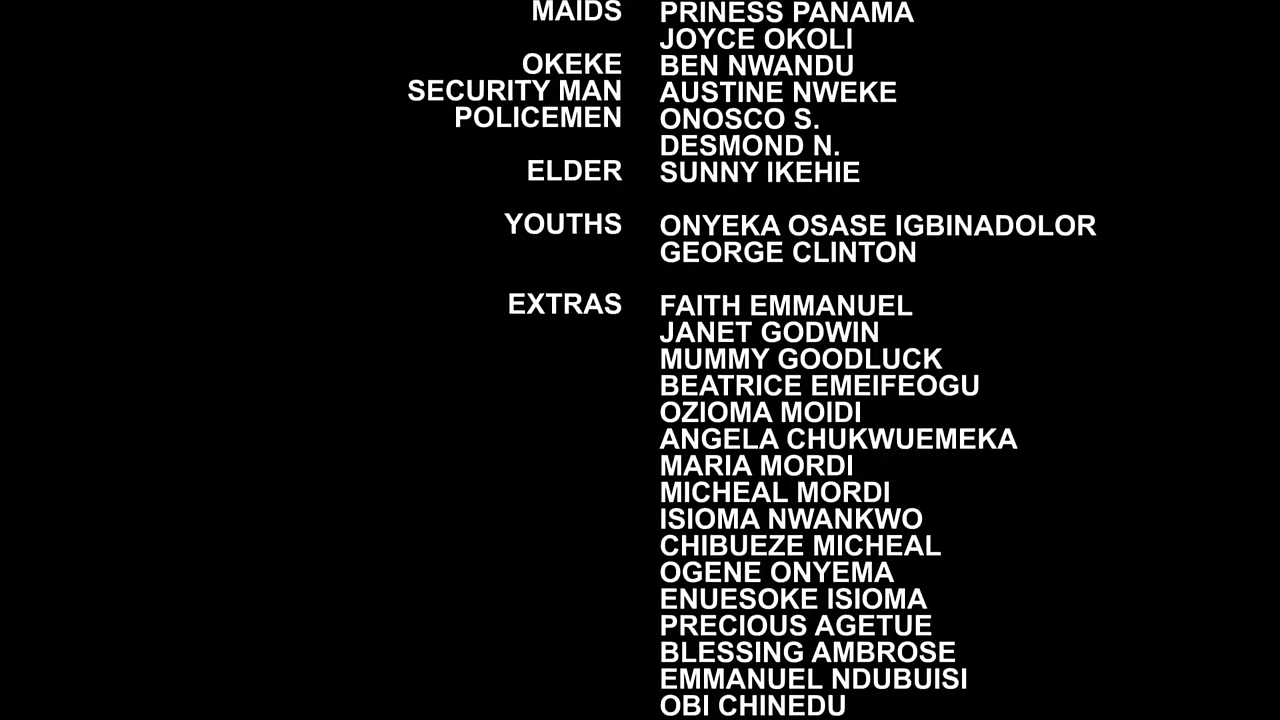 MAIDS PRINESS PANAMA
JOYCE OKOLI
OKEKE BEN NWANDU
SECURITY MAN AUSTINE NWEKE
POLICEMEN ONOSCO S.
DESMOND N.
ELDER SUNNY IKEHIE
YOUTHS ONYEKA OSASE IGBINADOLOR
GEORGE CLINTON
EXTRAS FAITH EMMANUEL
JANET GODWIN
MUMMY GOODLUCK
BEATRICE EMEIFEOGU
OZIOMA MOIDI
ANGELA CHUKWUEMEKA
MARIA MORDI
MICHEAL MORDI
ISIOMA NWANKWO
CHIBUEZE MICHEAL
OGENE ONYEMA
ENUESOKE ISIOMA
PRECIOUS AGETUE
BLESSING AMBROSE
EMMANUEL NDUBUISI
OBI CHINEDU